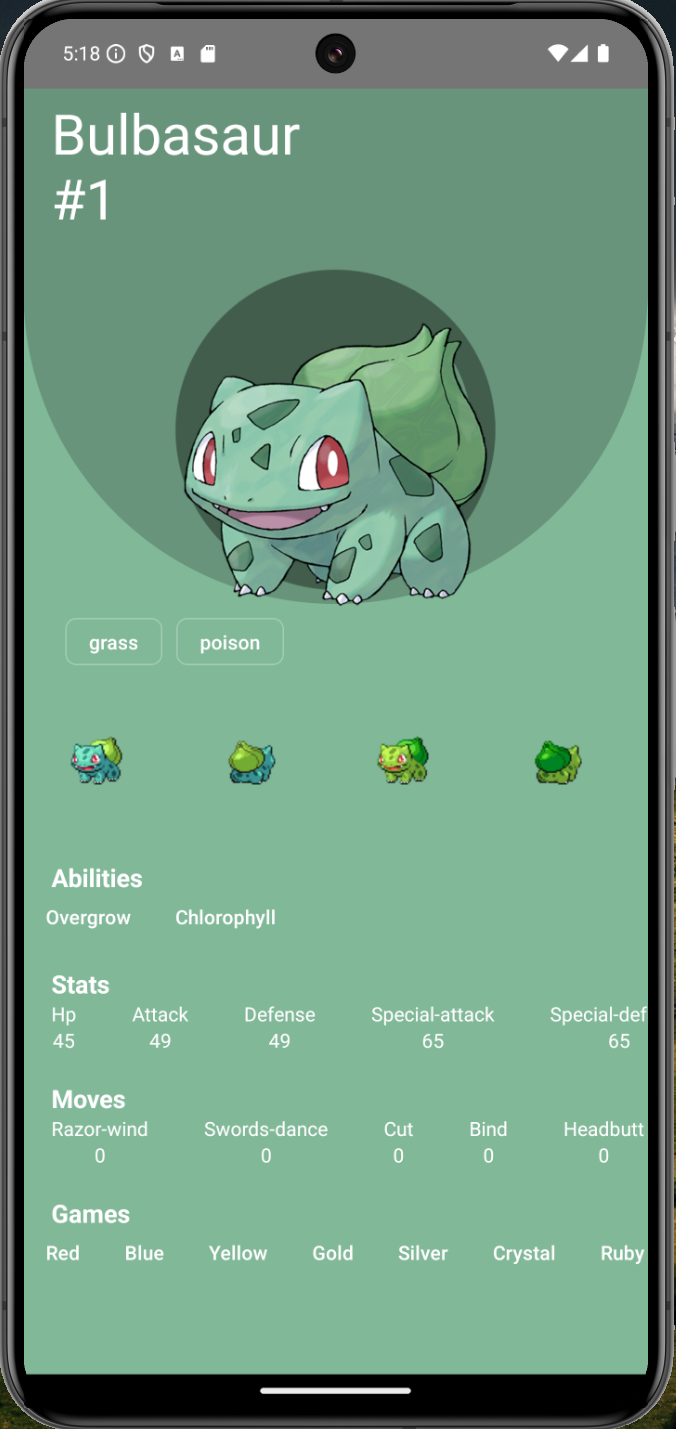 5:18
Bulbasaur
#1
grass poison
Abilities
Overgrow Chlorophyll
Stats
Hp Attack Defense Special-attack Special-def
45 49 49 65 65
Moves
Razor-wind Swords-dance Cut Bind Headbutt
0 0 0 0 0
Games
Red Blue Yellow Gold Silver Crystal Ruby